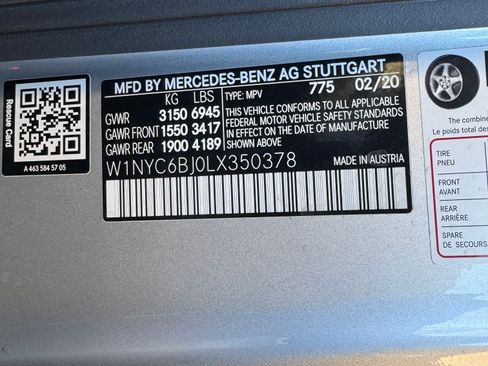 Rescue Card
A 463 584 57 05
MFD BY MERCEDES-BENZ AG STUTTGART
KG LBS TYPE: MPV 775 02/20
GVWR 3150 6945
GAWR FRONT 1550 3417
GAWR REAR 1900 4189
THIS VEHICLE CONFORMS TO ALL APPLICABLE
FEDERAL MOTOR VEHICLE SAFETY STANDARDS
IN EFFECT ON THE DATE OF MANUFACTURE
SHOWN ABOVE.
W1NYC6BJ0LX350378
MADE IN AUSTRIA
The combined
Le poids total des
TIRE
PNEU
FRONT
AVANT
REAR
ARRIÈRE
SPARE
DE SECOURS